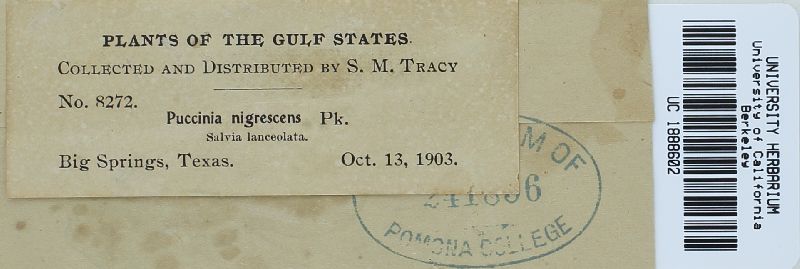 PLANTS OF THE GULF STATES.
COLLECTED AND DISTRIBUTED BY S. M. TRACY
No. 8272.
Puccinia nigrescens Pk.
Salvia lanceolata.
Big Springs, Texas. Oct. 13, 1903.
M OF
POMONA COLLEGE
UNIVERSITY HERBARIUM
University of California
Berkeley
UC 1888602